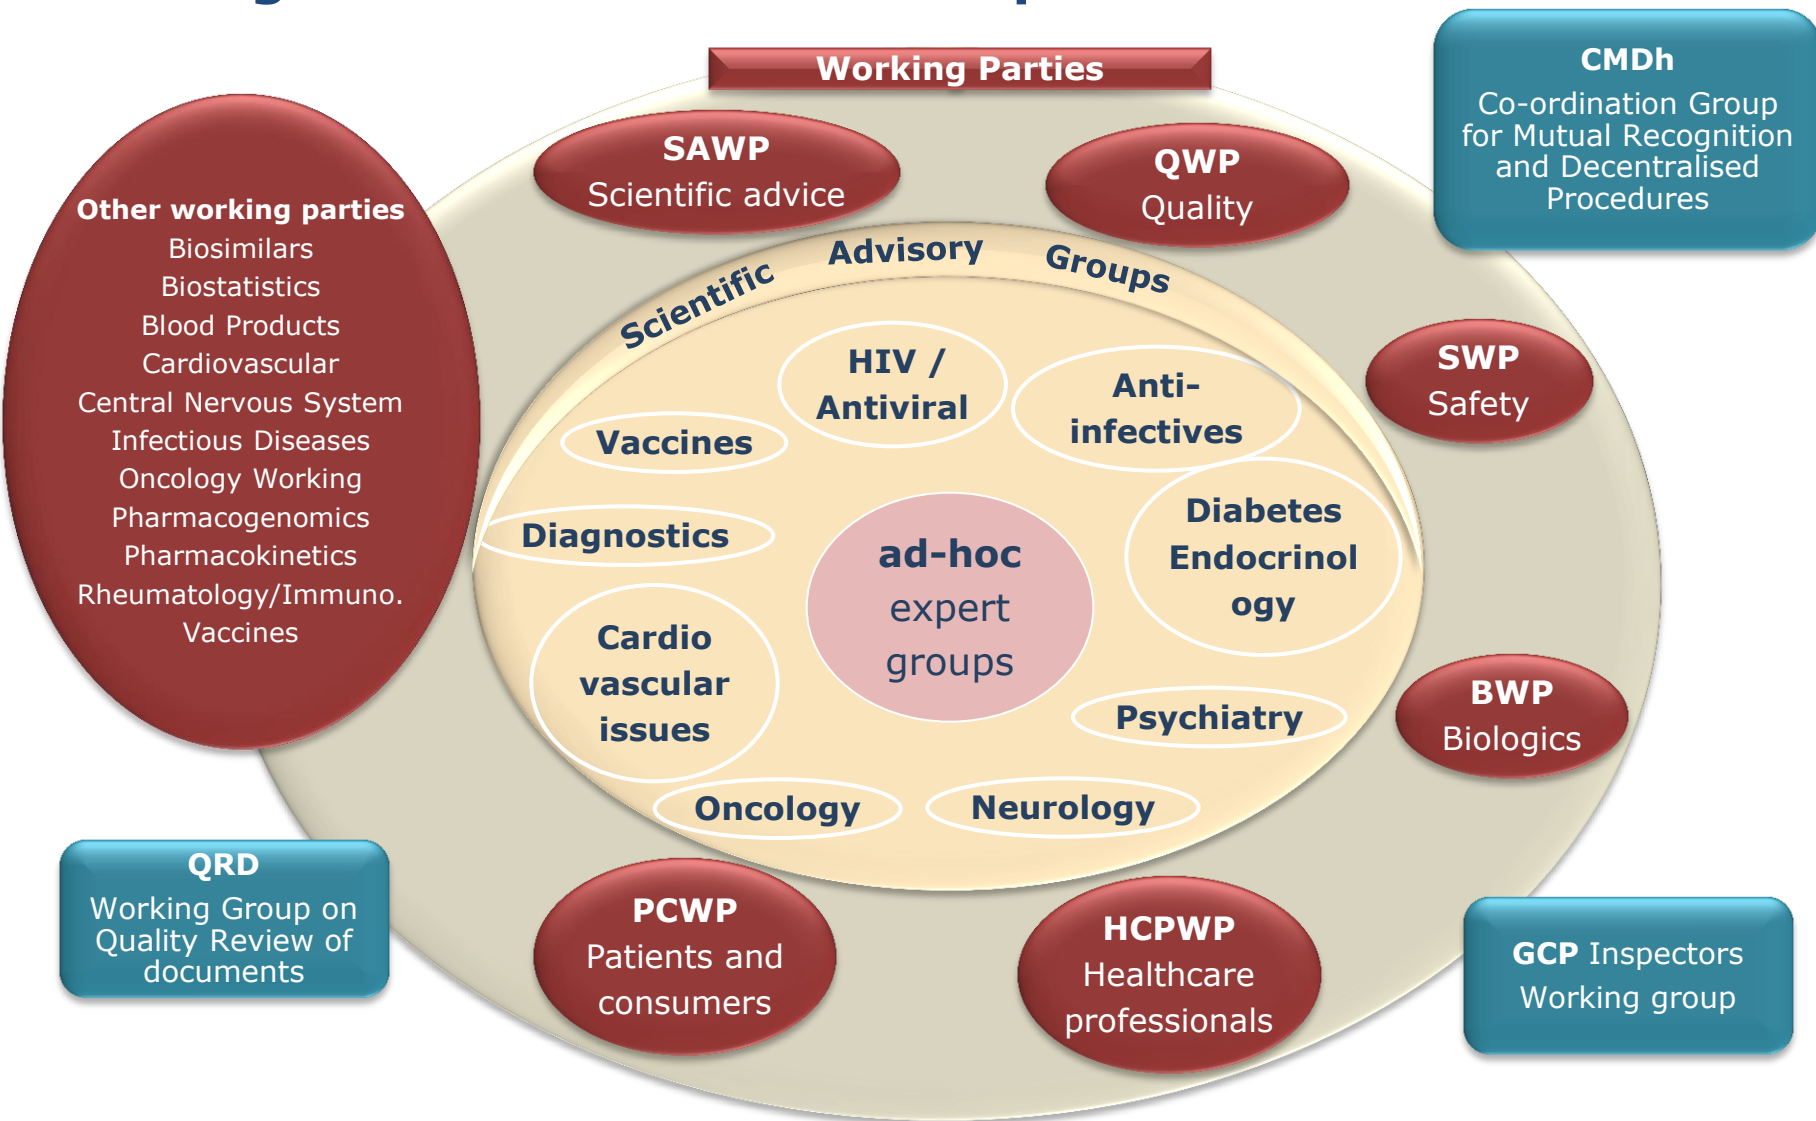 Working Parties
CMDh
Co-ordination Group
for Mutual Recognition
and Decentralised
Procedures
SAWP
Scientific advice
QWP
Quality
Other working parties
Biosimilars
Biostatistics
Blood Products
Cardiovascular
Central Nervous System
Infectious Diseases
Oncology Working
Pharmacogenomics
Pharmacokinetics
Rheumatology/Immuno.
Vaccines
Scientific Advisory Groups
SWP
Safety
HIV /
Antiviral
Anti-
infectives
Vaccines
Diagnostics
Diabetes
Endocrinol
ogy
ad-hoc
expert
groups
Cardio
vascular
issues
Psychiatry
BWP
Biologics
Oncology
Neurology
QRD
Working Group on
Quality Review of
documents
PCWP
Patients and
consumers
HCPWP
Healthcare
professionals
GCP Inspectors
Working group